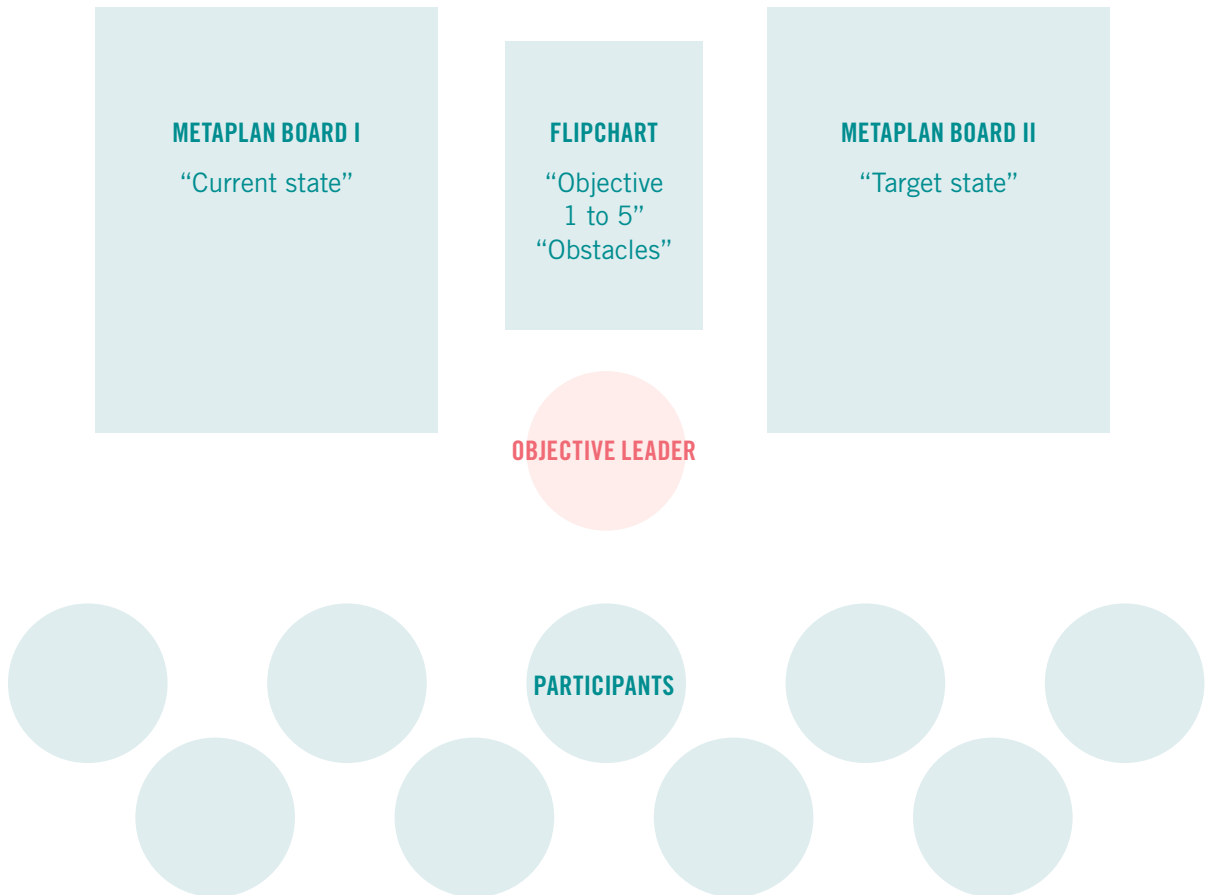 METAPLAN BOARD I
“Current state”
FLIPCHART
“Objective
1 to 5”
“Obstacles”
METAPLAN BOARD II
“Target state”
OBJECTIVE LEADER
PARTICIPANTS